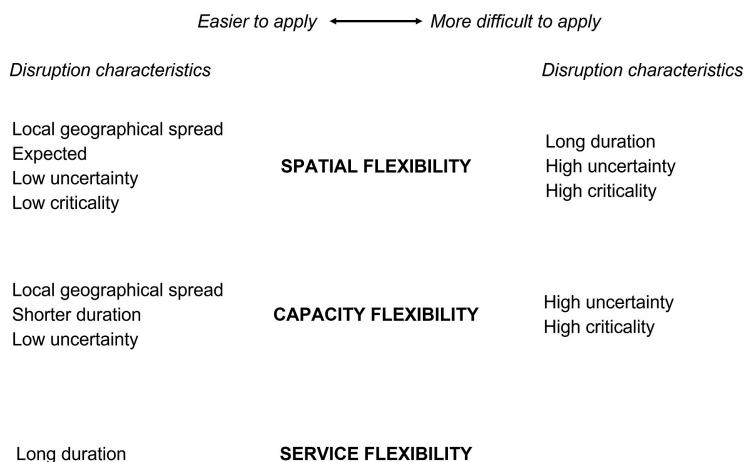 Easier to apply More difficult to apply
Disruption characteristics Disruption characteristics
Local geographical spread
Expected
Low uncertainty
Low criticality
SPATIAL FLEXIBILITY
Long duration
High uncertainty
High criticality
Local geographical spread
Shorter duration
Low uncertainty
CAPACITY FLEXIBILITY
High uncertainty
High criticality
Long duration
SERVICE FLEXIBILITY